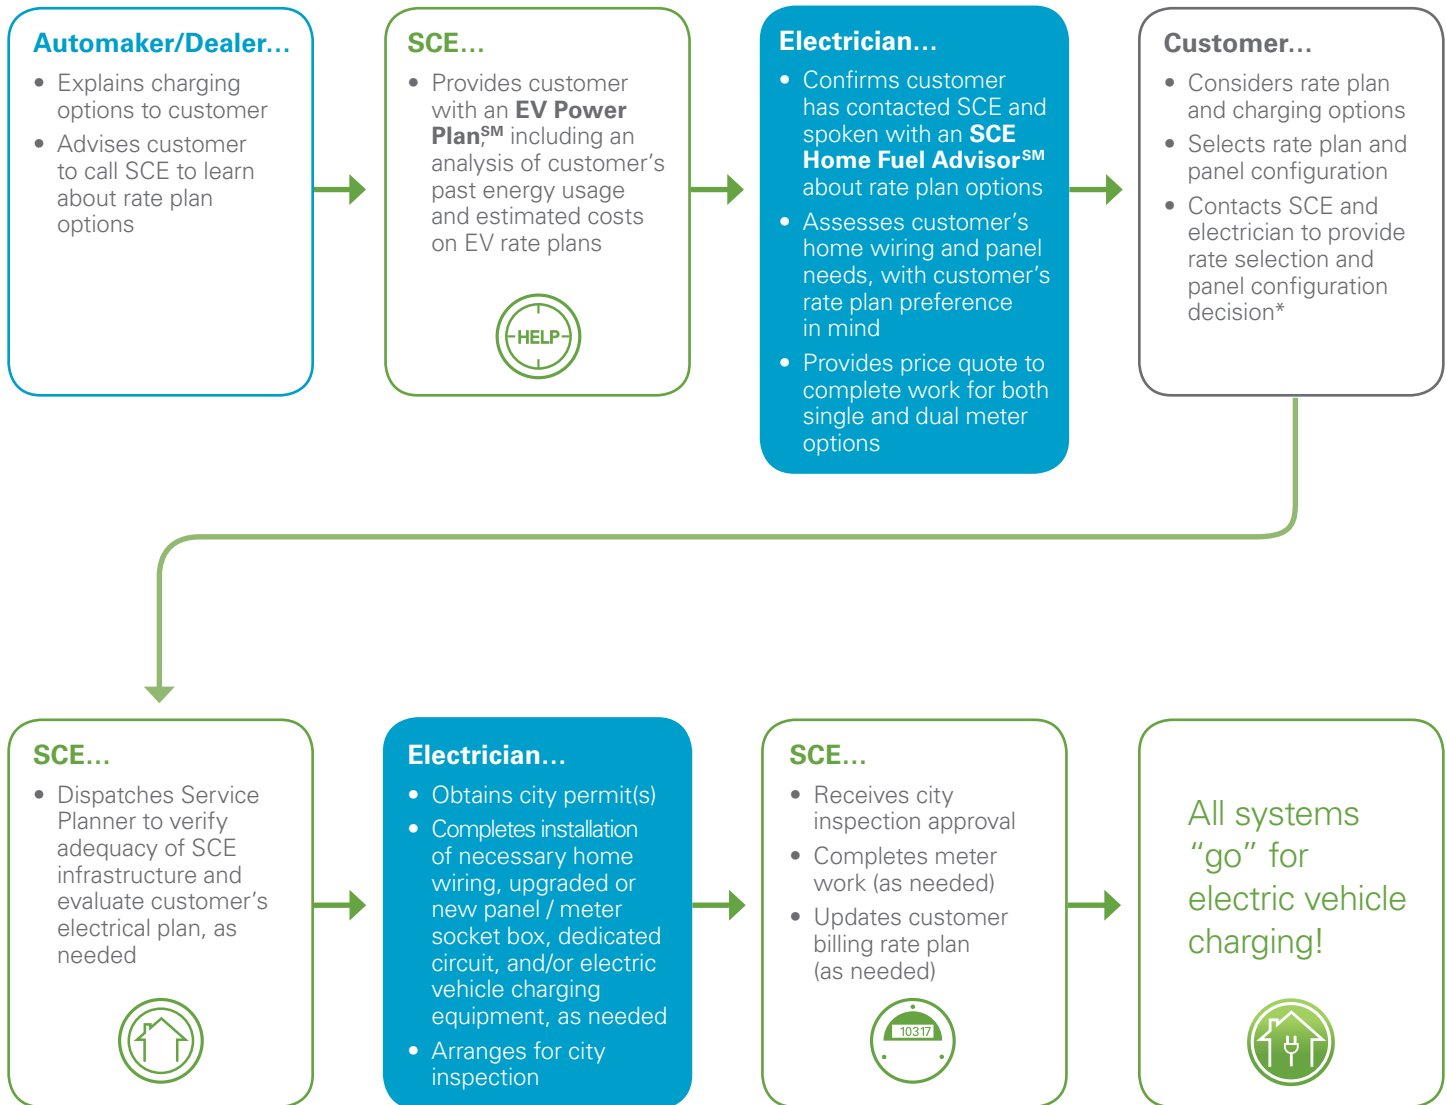 Automaker/Dealer…
• Explains charging
options to customer
• Advises customer
to call SCE to learn
about rate plan
options
SCE…
• Provides customer
with an EV Power
Plan,SM including an
analysis of customer’s
past energy usage
and estimated costs
on EV rate plans
HELP
Electrician…
• Confirms customer
has contacted SCE and
spoken with an SCE
Home Fuel AdvisorSM
about rate plan options
• Assesses customer’s
home wiring and panel
needs, with customer’s
rate plan preference
in mind
• Provides price quote to
complete work for both
single and dual meter
options
Customer…
• Considers rate plan
and charging options
• Selects rate plan and
panel configuration
• Contacts SCE and
electrician to provide
rate selection and
panel configuration
decision*
SCE…
• Dispatches Service
Planner to verify
adequacy of SCE
infrastructure and
evaluate customer’s
electrical plan, as
needed
Electrician…
• Obtains city permit(s)
• Completes installation
of necessary home
wiring, upgraded or
new panel / meter
socket box, dedicated
circuit, and/or electric
vehicle charging
equipment, as needed
• Arranges for city
inspection
SCE…
• Receives city
inspection approval
• Completes meter
work (as needed)
• Updates customer
billing rate plan
(as needed)
10317
All systems
“go” for
electric vehicle
charging!